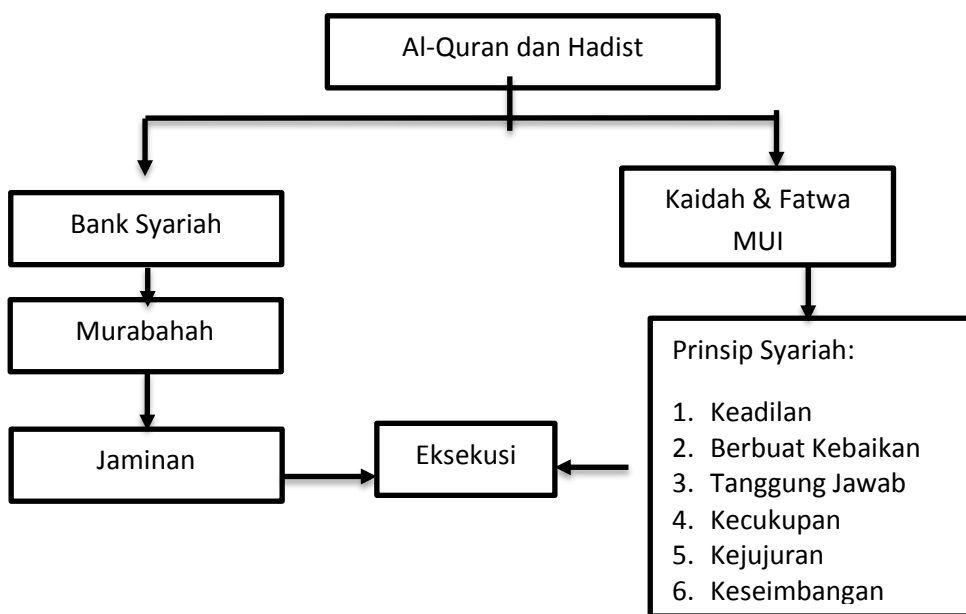 Al-Quran dan Hadist
Bank Syariah
Kaidah & Fatwa
MUI
Murabahah
Prinsip Syariah:
1. Keadilan
2. Berbuat Kebaikan
3. Tanggung Jawab
4. Kecukupan
5. Kejujuran
6. Keseimbangan
Jaminan
Eksekusi